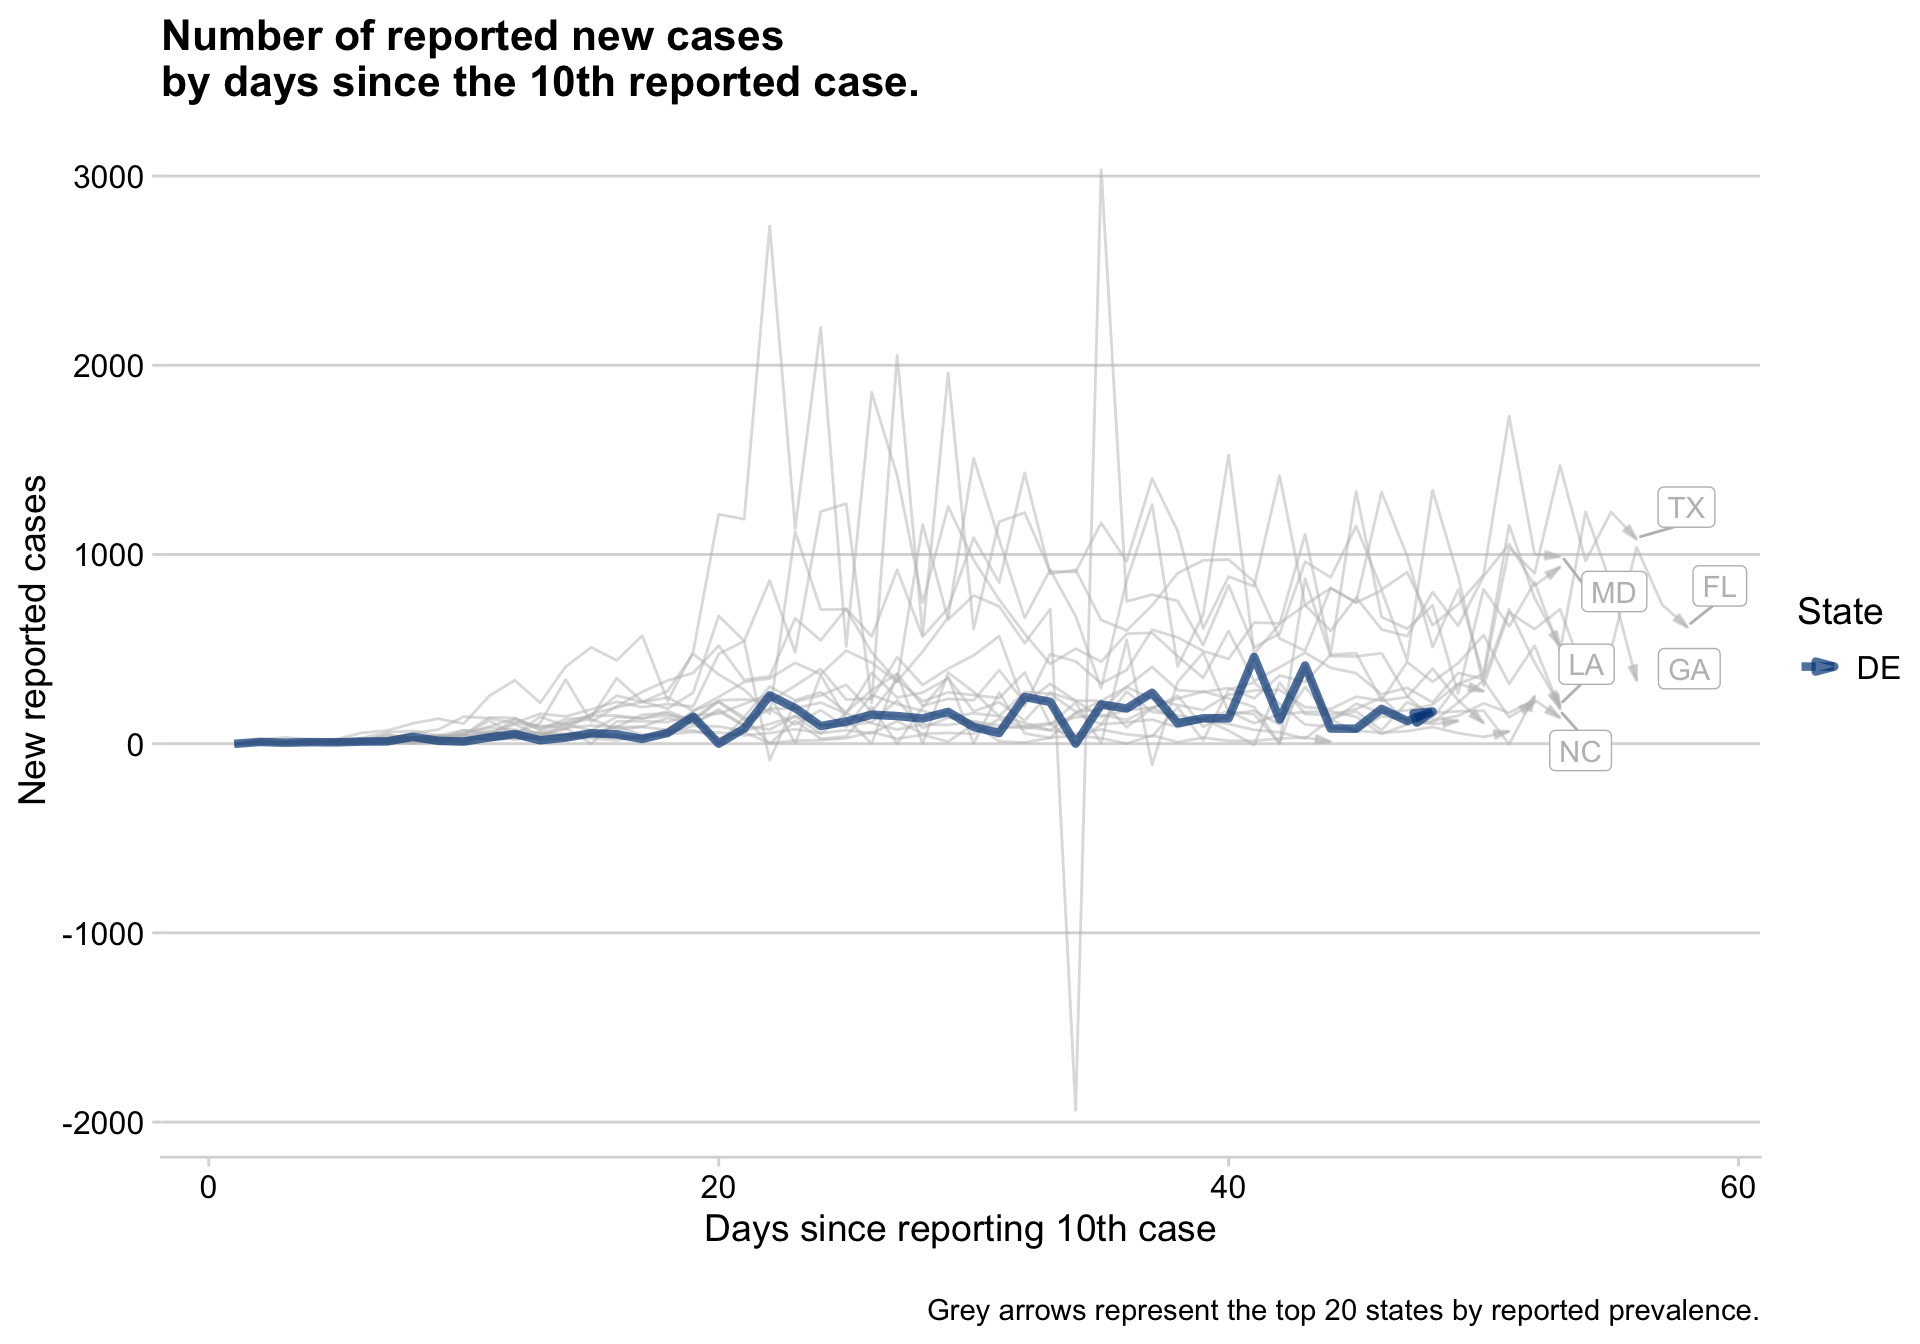 Number of reported new cases
by days since the 10th reported case.
3000
2000
1000
0
-1000
-2000
New reported cases
TX
MD
FL
LA
GA
NC
State
DE
0
20
40
60
Days since reporting 10th case
Grey arrows represent the top 20 states by reported prevalence.